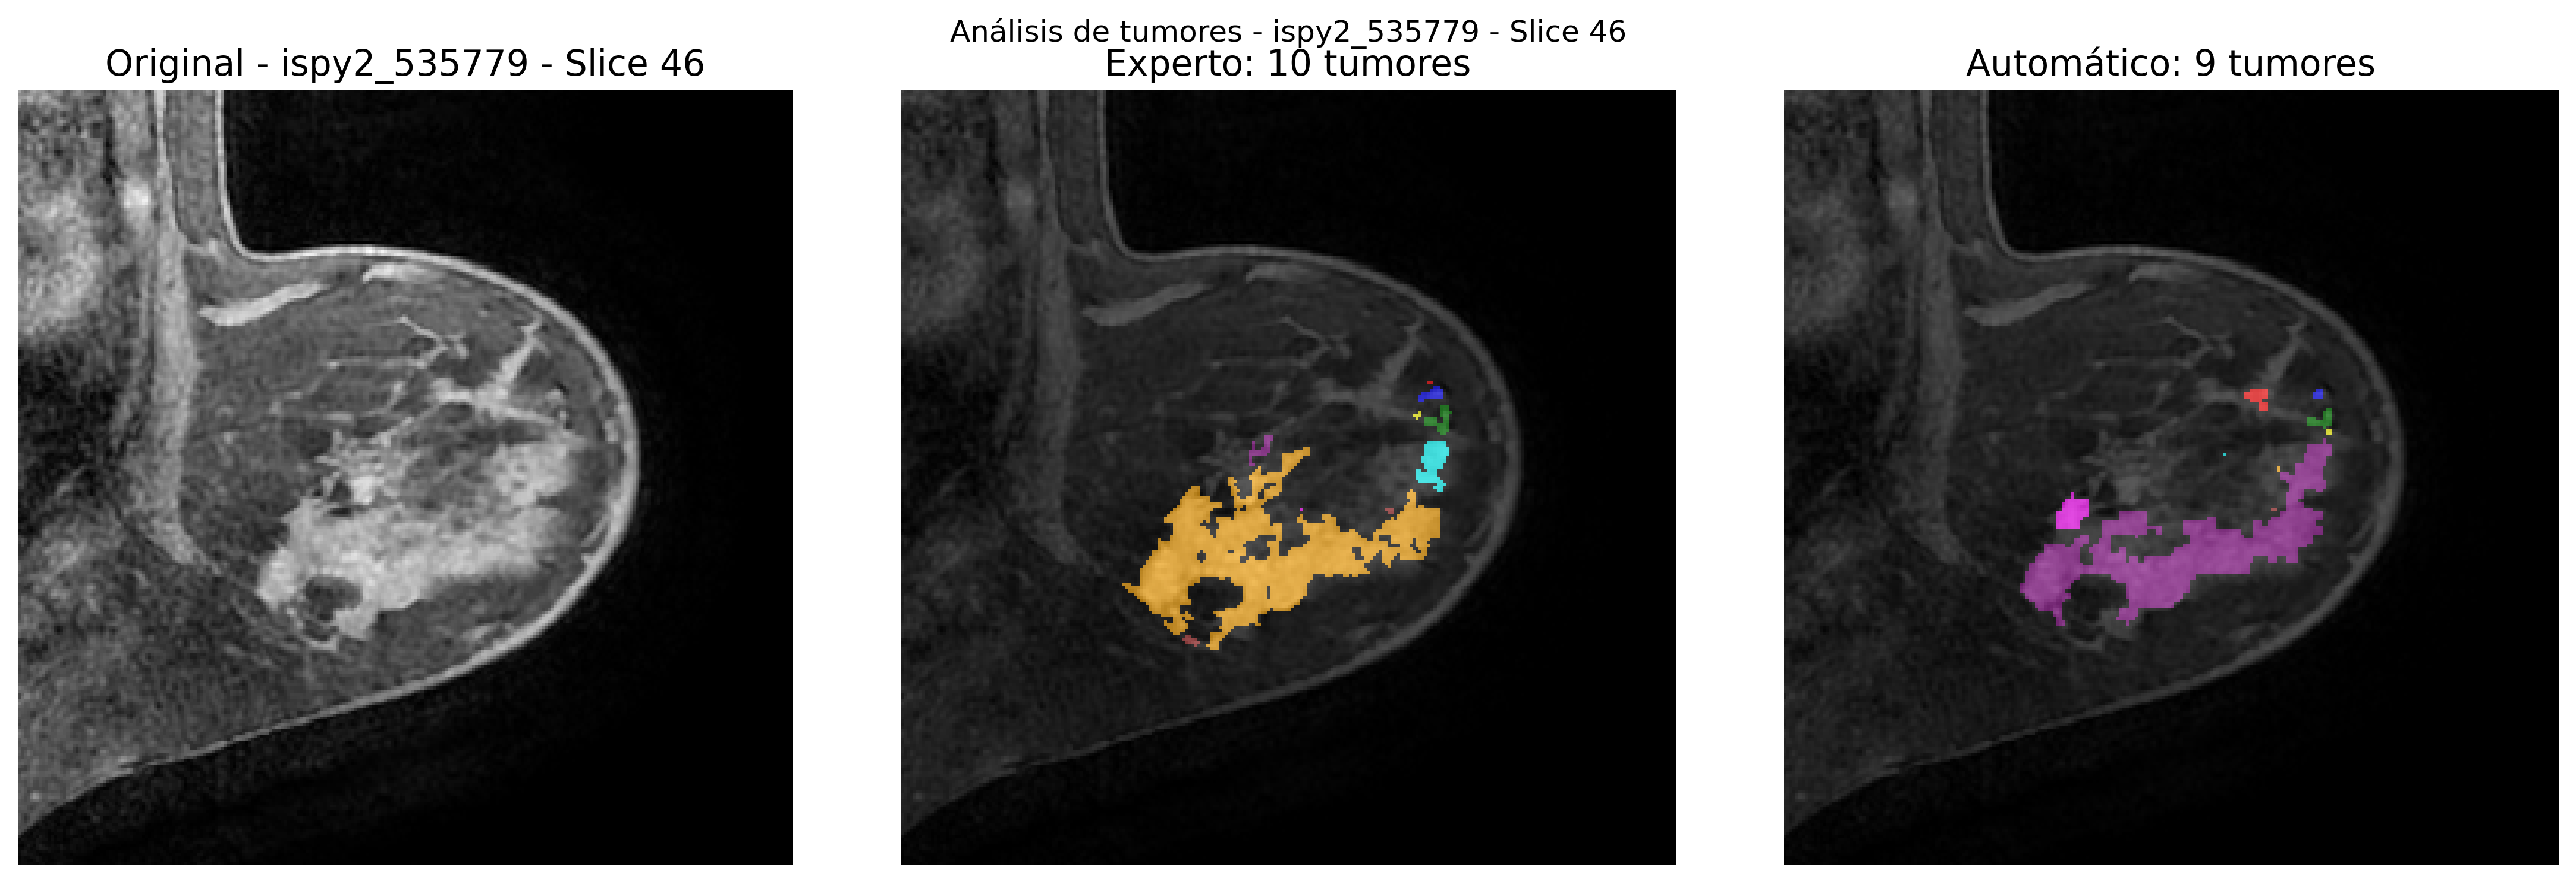 Análisis de tumores - ispy2_535779 - Slice 46
Original - ispy2_535779 - Slice 46
Experto: 10 tumores
Automático: 9 tumores